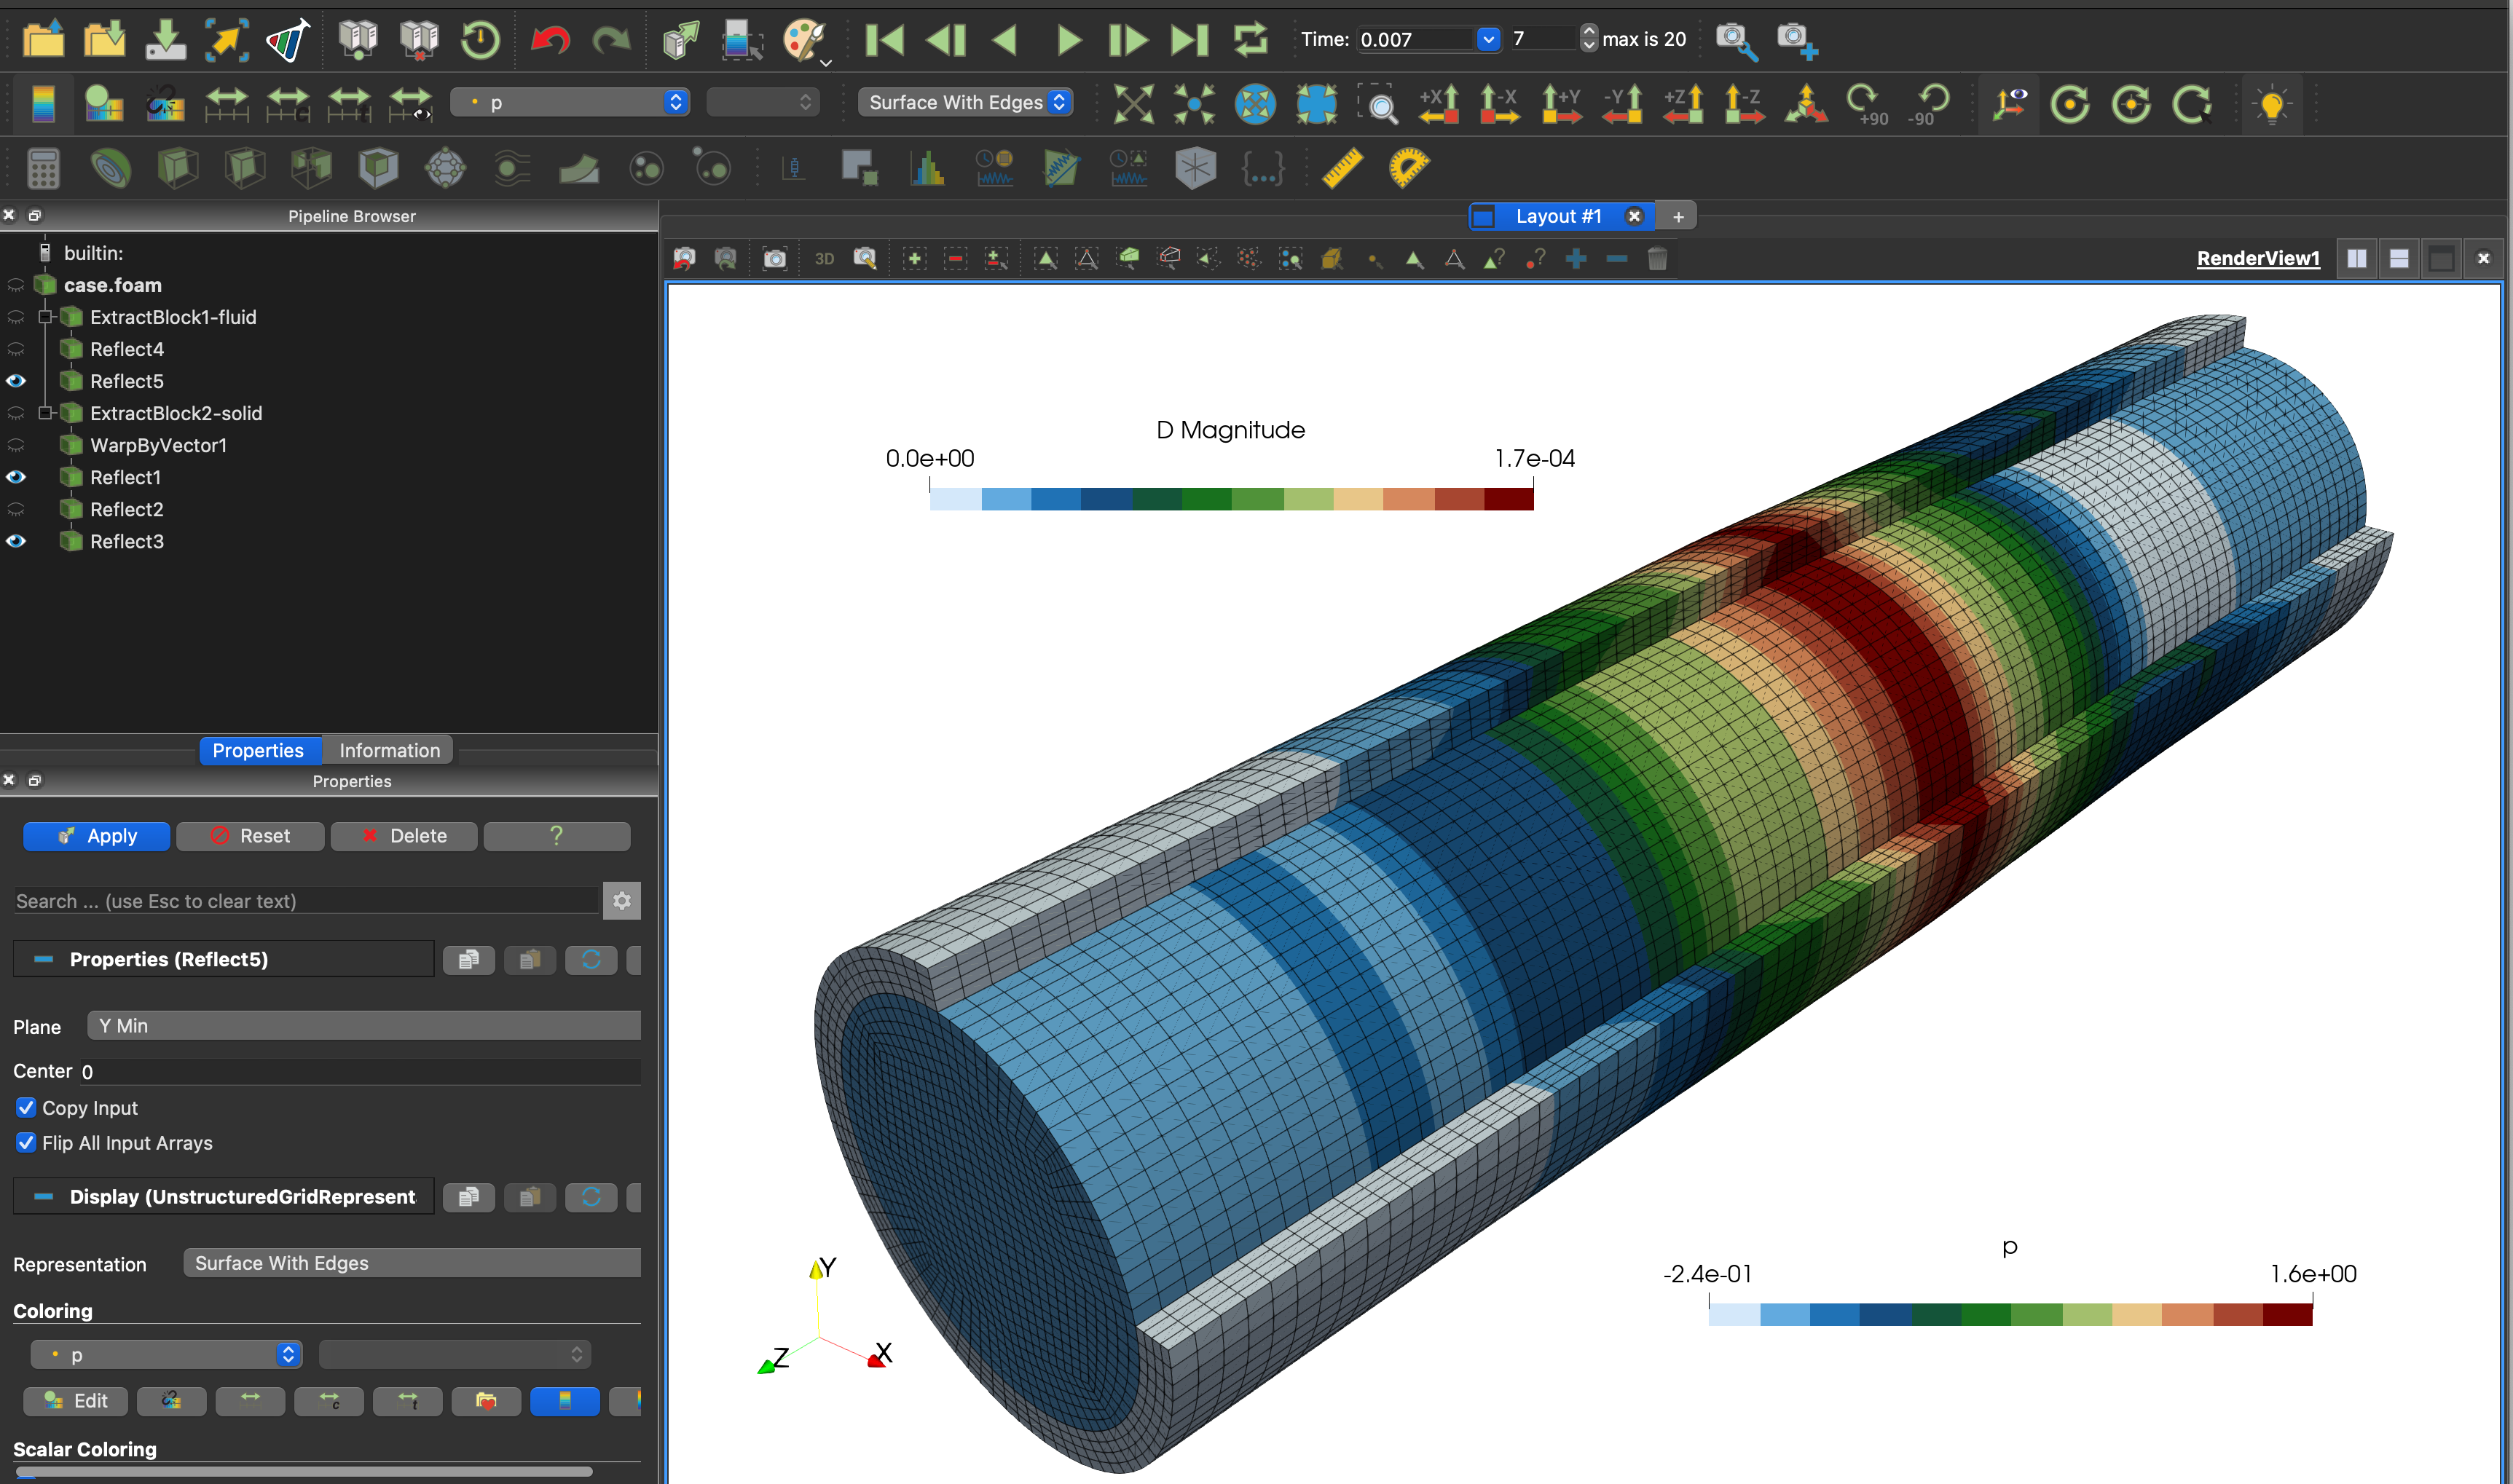 Time: 0.007 7 max is 20
p Surface With Edges +X -X +Y -Y +Z -Z +90 -90
Pipeline Browser
Layout #1 +
3D
RenderView1
builtin:
case.foam
ExtractBlock1-fluid
Reflect4
Reflect5
ExtractBlock2-solid
WarpByVector1
Reflect1
Reflect2
Reflect3
Properties Information
Properties
Apply Reset Delete ?
Search ... (use Esc to clear text)
Properties (Reflect5)
Plane Y Min
Center 0
Copy Input
Flip All Input Arrays
Display (UnstructuredGridRepresent
Representation Surface With Edges
Coloring
p
Edit c t
Scalar Coloring
D Magnitude
0.0e+00 1.7e-04
p
-2.4e-01 1.6e+00
Y
Z X